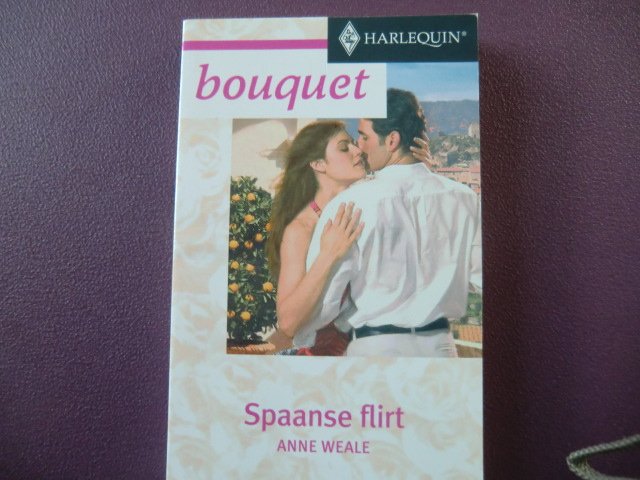 HARLEQUIN®
bouquet
Spaanse flirt
ANNE WEALE